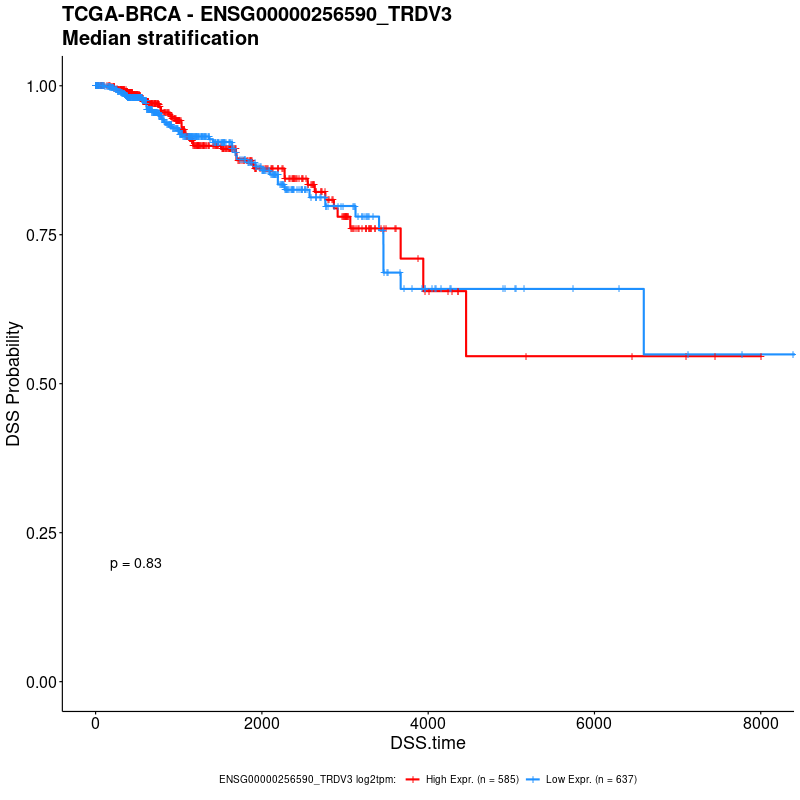 TCGA-BRCA - ENSG00000256590_TRDV3
Median stratification
1.00
0.75
0.50
0.25
0.00
DSS Probability
p = 0.83
0 2000 4000 6000 8000
DSS.time
ENSG00000256590_TRDV3 log2tpm: High Expr. (n = 585) Low Expr. (n = 637)